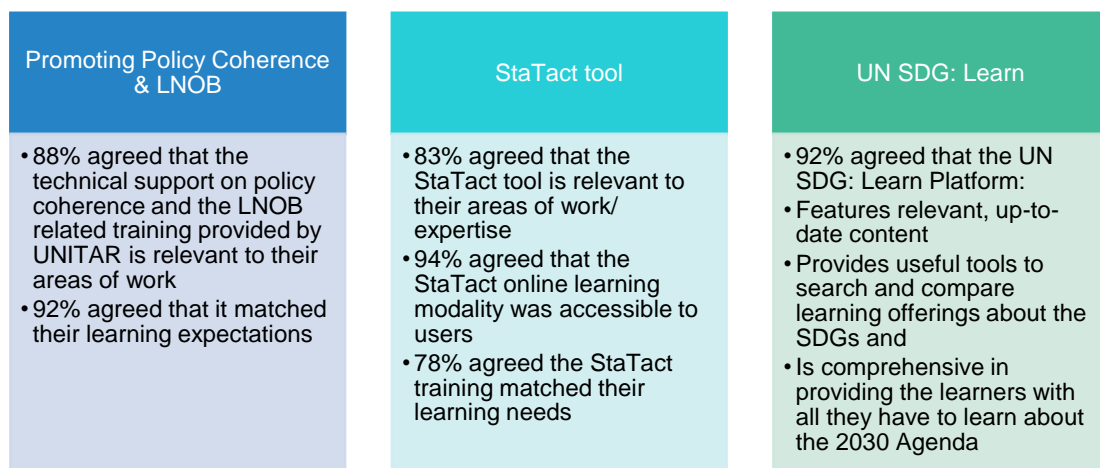 Promoting Policy Coherence
& LNOB
• 88% agreed that the
technical support on policy
coherence and the LNOB
related training provided by
UNITAR is relevant to their
areas of work
• 92% agreed that it matched
their learning expectations
StaTact tool
• 83% agreed that the
StaTact tool is relevant to
their areas of work/
expertise
• 94% agreed that the
StaTact online learning
modality was accessible to
users
• 78% agreed the StaTact
training matched their
learning needs
UN SDG: Learn
• 92% agreed that the UN
SDG: Learn Platform:
• Features relevant, up-to-
date content
• Provides useful tools to
search and compare
learning offerings about the
SDGs and
• Is comprehensive in
providing the learners with
all they have to learn about
the 2030 Agenda